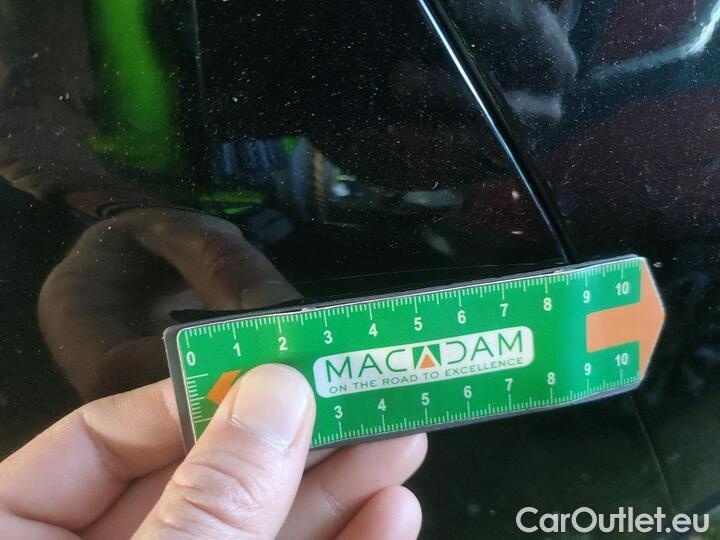 0 1 2 3 4 5 6 7 8 9 10
MACADAM
ON THE ROAD TO EXCELLENCE
3 4 5 6 7 8 9 10
CarOutlet.eu